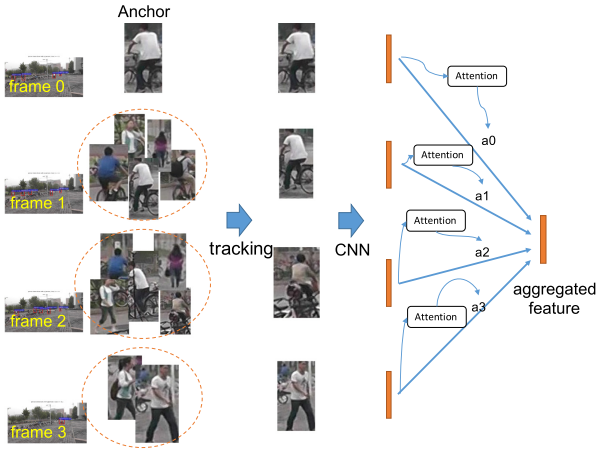 Anchor
frame 0
Attention
a0
frame 1
Attention
a1
tracking
CNN
Attention
a2
aggregated
feature
frame 2
Attention
a3
frame 3